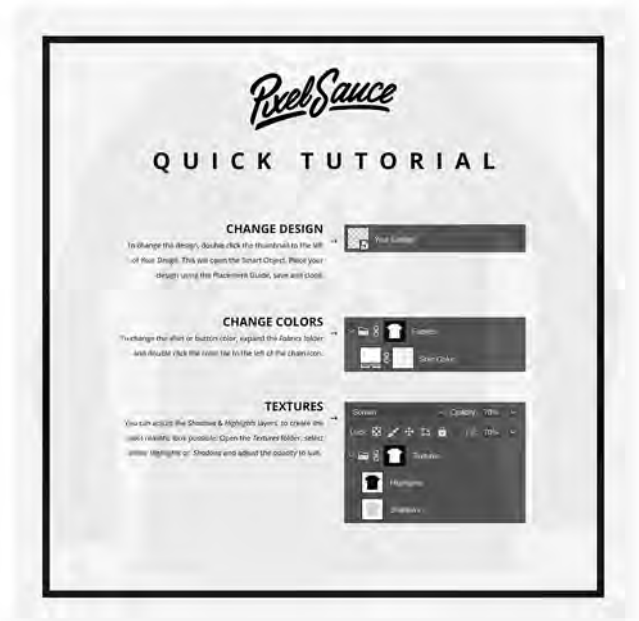 PixelSauce
QUICK TUTORIAL
CHANGE DESIGN
To change the design, double click the thumbnail to the left
of Your Design. This will open the Smart Object. Place your
design using the Placement Guide, save and close.
Your Design
CHANGE COLORS
To change the shirt or button color, expand the Fabrics folder
and double click the color tile to the left of the chain icon.
Fabrics
Color
TEXTURES
You can adjust the Shadows & Highlights layers, to create the
most realistic look possible. Open the Textures folder, select
either Highlights or Shadows and adjust the opacity to suit.
Screen
Opacity: 70%
Lock:
70%
Textures
Highlights
Shadows